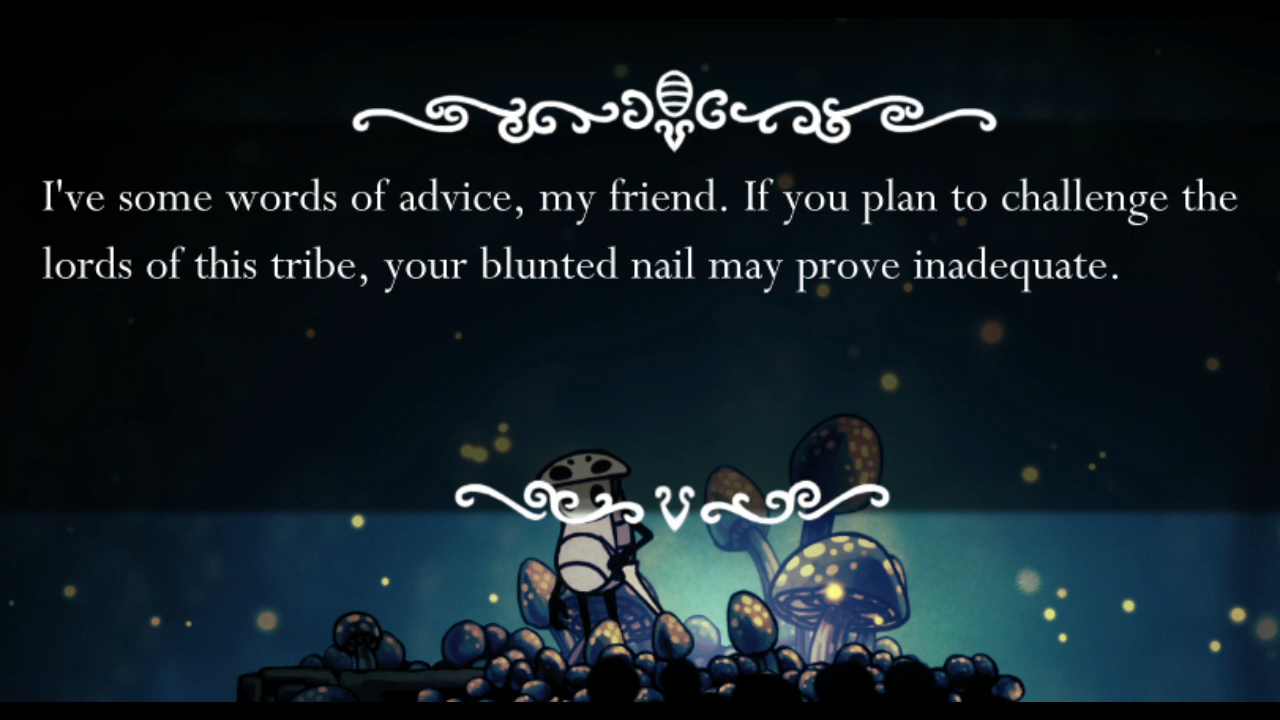 I've some words of advice, my friend. If you plan to challenge the
lords of this tribe, your blunted nail may prove inadequate.